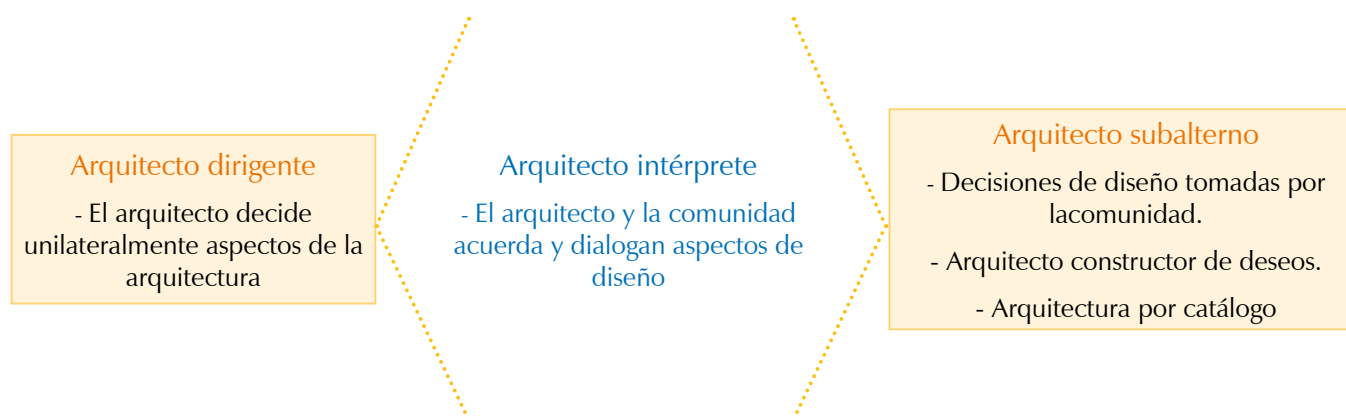 Arquitecto dirigente
- El arquitecto decide
unilateralmente aspectos de la
arquitectura
Arquitecto intérprete
- El arquitecto y la comunidad
acuerda y dialogan aspectos de
diseño
Arquitecto subalterno
- Decisiones de diseño tomadas por
lacomunidad.
- Arquitecto constructor de deseos.
- Arquitectura por catálogo